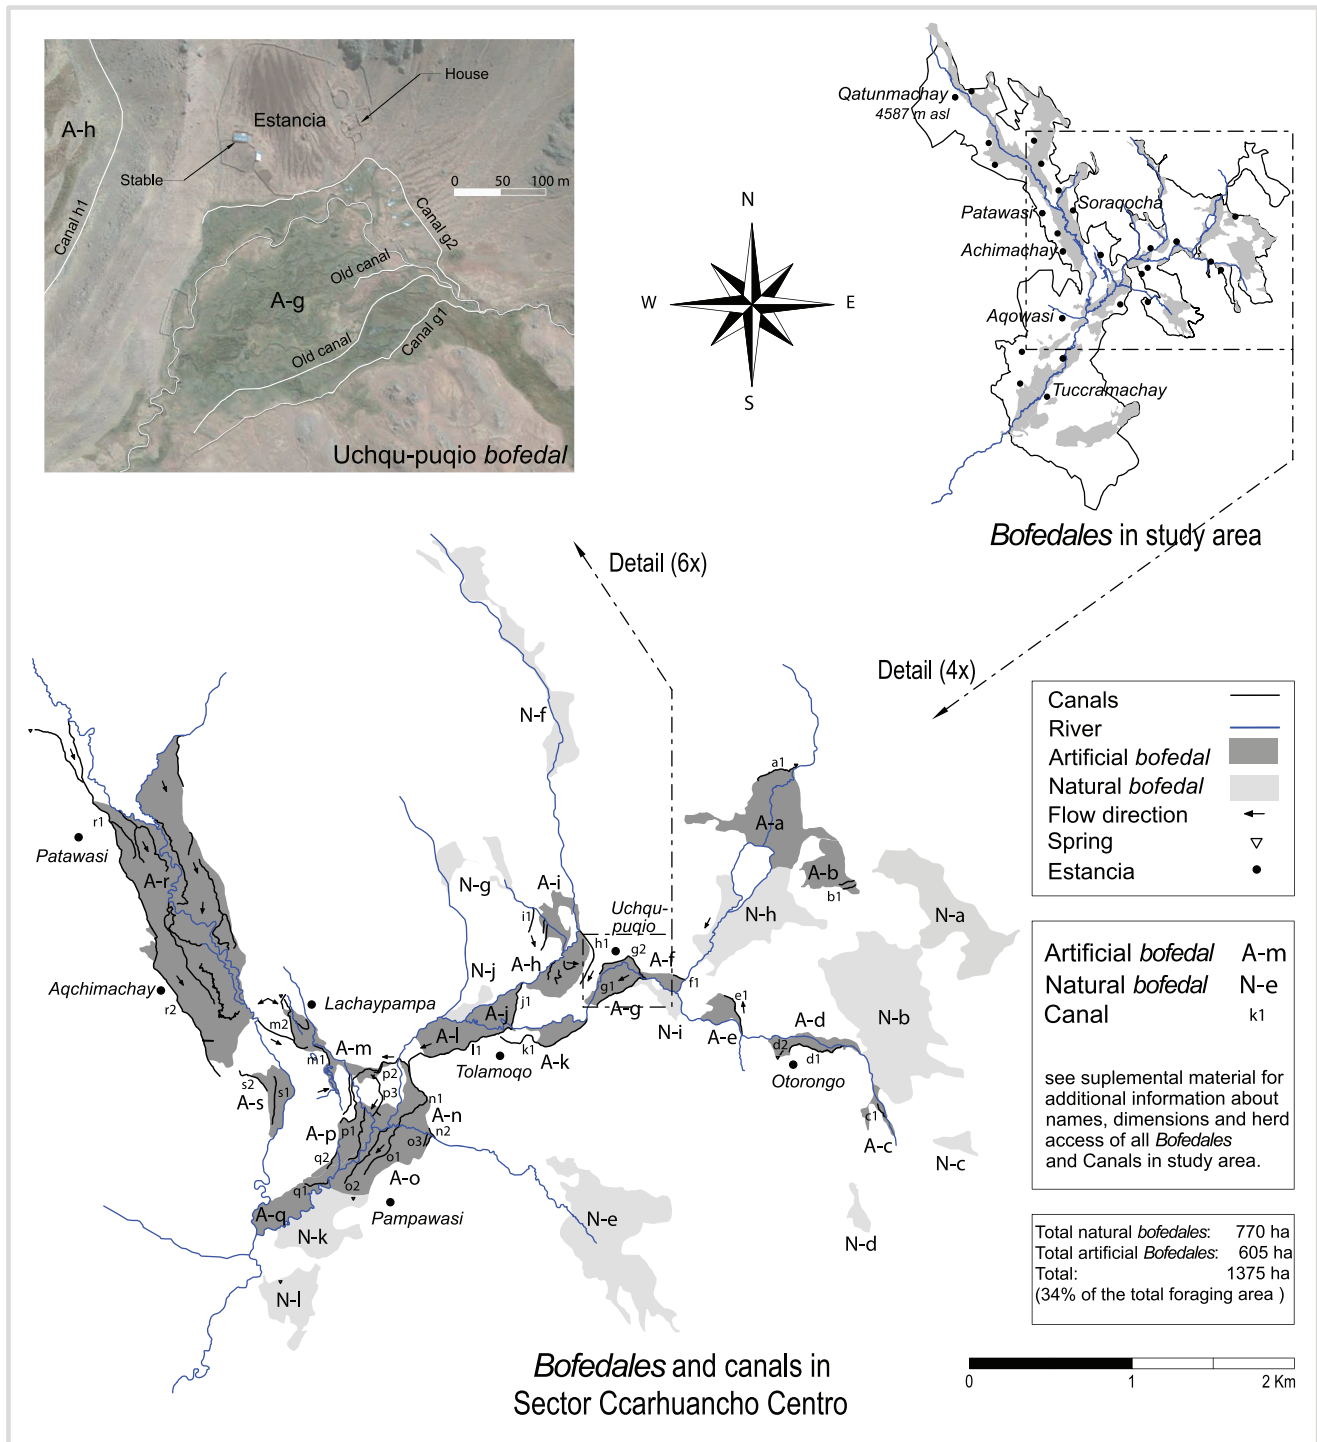 House
A-h
Estancia
Stable
0 50 100 m
Canal h1
Canal g2
Old canal
A-g
Old canal
Canal g1
Uchqu-puqio bofedal
N
W E
S
Qatunmachay
4587 m asl
Patawasi
Soraqocha
Achimachay
Aqowasi
Tuccramachay
Bofedales in study area
Detail (6x)
Detail (4x)
Canals
River
Artificial bofedal
Natural bofedal
Flow direction
Spring
Estancia
Artificial bofedal A-m
Natural bofedal N-e
Canal k1
see suplemental material for
additional information about
names, dimensions and herd
access of all Bofedales
and Canals in study area.
Total natural bofedales: 770 ha
Total artificial Bofedales: 605 ha
Total: 1375 ha
(34% of the total foraging area )
0 1 2 Km
N-f
a1
A-a
A-b
b1
N-a
N-h
r1
Patawasi
A-r
N-g
A-i
i1
Uchqu-
puqio
h1
g2
A-f
f1
A-h
g1
A-g
N-j
j1
A-j
N-i
e1
A-e
A-d
d2
d1
Otorongo
N-b
c1
A-c
N-c
N-d
Aqchimachay
r2
Lachaypampa
m2
m1
A-m
A-l
l1
k1
A-k
Tolamoqo
p2
p3
n1
A-n
n2
s2
s1
A-s
A-p
p1
q2
o3
o1
A-o
o2
q1
A-q
Pampawasi
N-k
N-e
N-l
Bofedales and canals in
Sector Ccarhuancho Centro